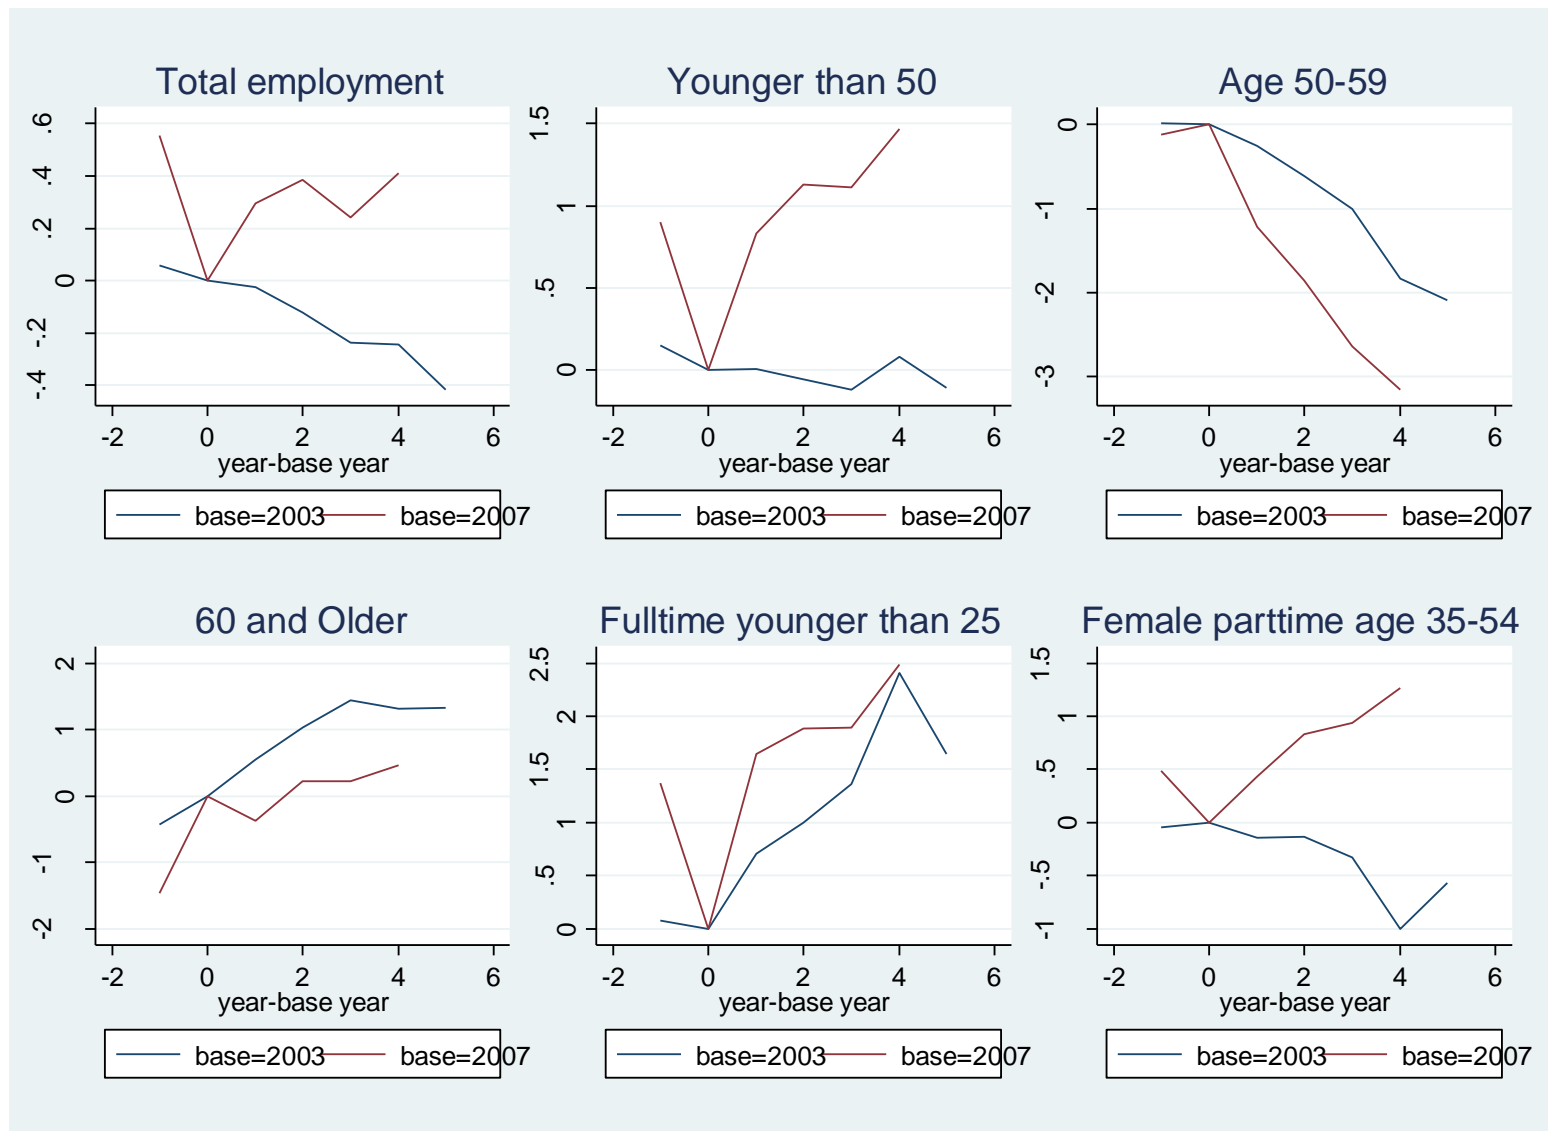 Total employment
.6
.4
.2
0
-.2
-.4
-2 0 2 4 6
year-base year
base=2003 base=2007
Younger than 50
1.5
1
.5
0
-2 0 2 4 6
year-base year
base=2003 base=2007
Age 50-59
0
-1
-2
-3
-2 0 2 4 6
year-base year
base=2003 base=2007
60 and Older
2
1
0
-1
-2
-2 0 2 4 6
year-base year
base=2003 base=2007
Fulltime younger than 25
2.5
2
1.5
1
.5
0
-2 0 2 4 6
year-base year
base=2003 base=2007
Female parttime age 35-54
1.5
1
.5
0
-.5
-1
-2 0 2 4 6
year-base year
base=2003 base=2007